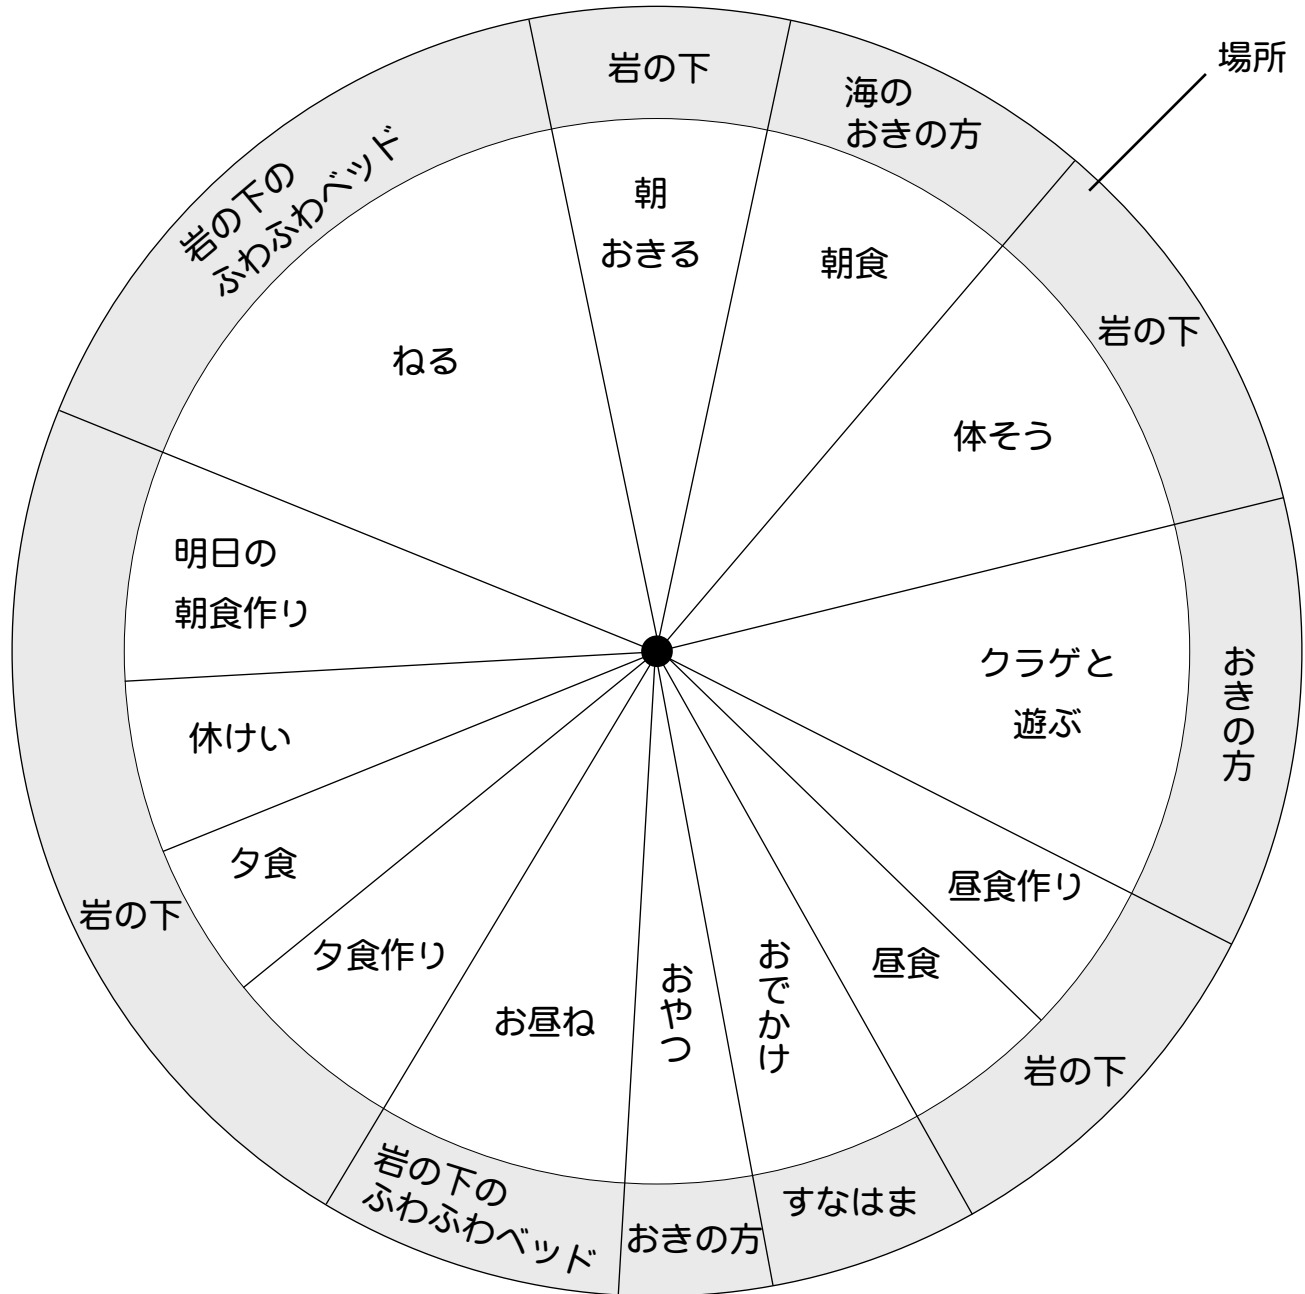 場所
岩の下
朝
おきる
海の
おきの方
朝食
岩の下
体そう
おきの方
クラゲと
遊ぶ
岩の下
昼食作り
昼食
すなはま
おでかけ
おきの方
おやつ
岩の下の
ふわふわベッド
お昼ね
岩の下
夕食作り
夕食
休けい
明日の
朝食作り
岩の下の
ふわふわベッド
ねる